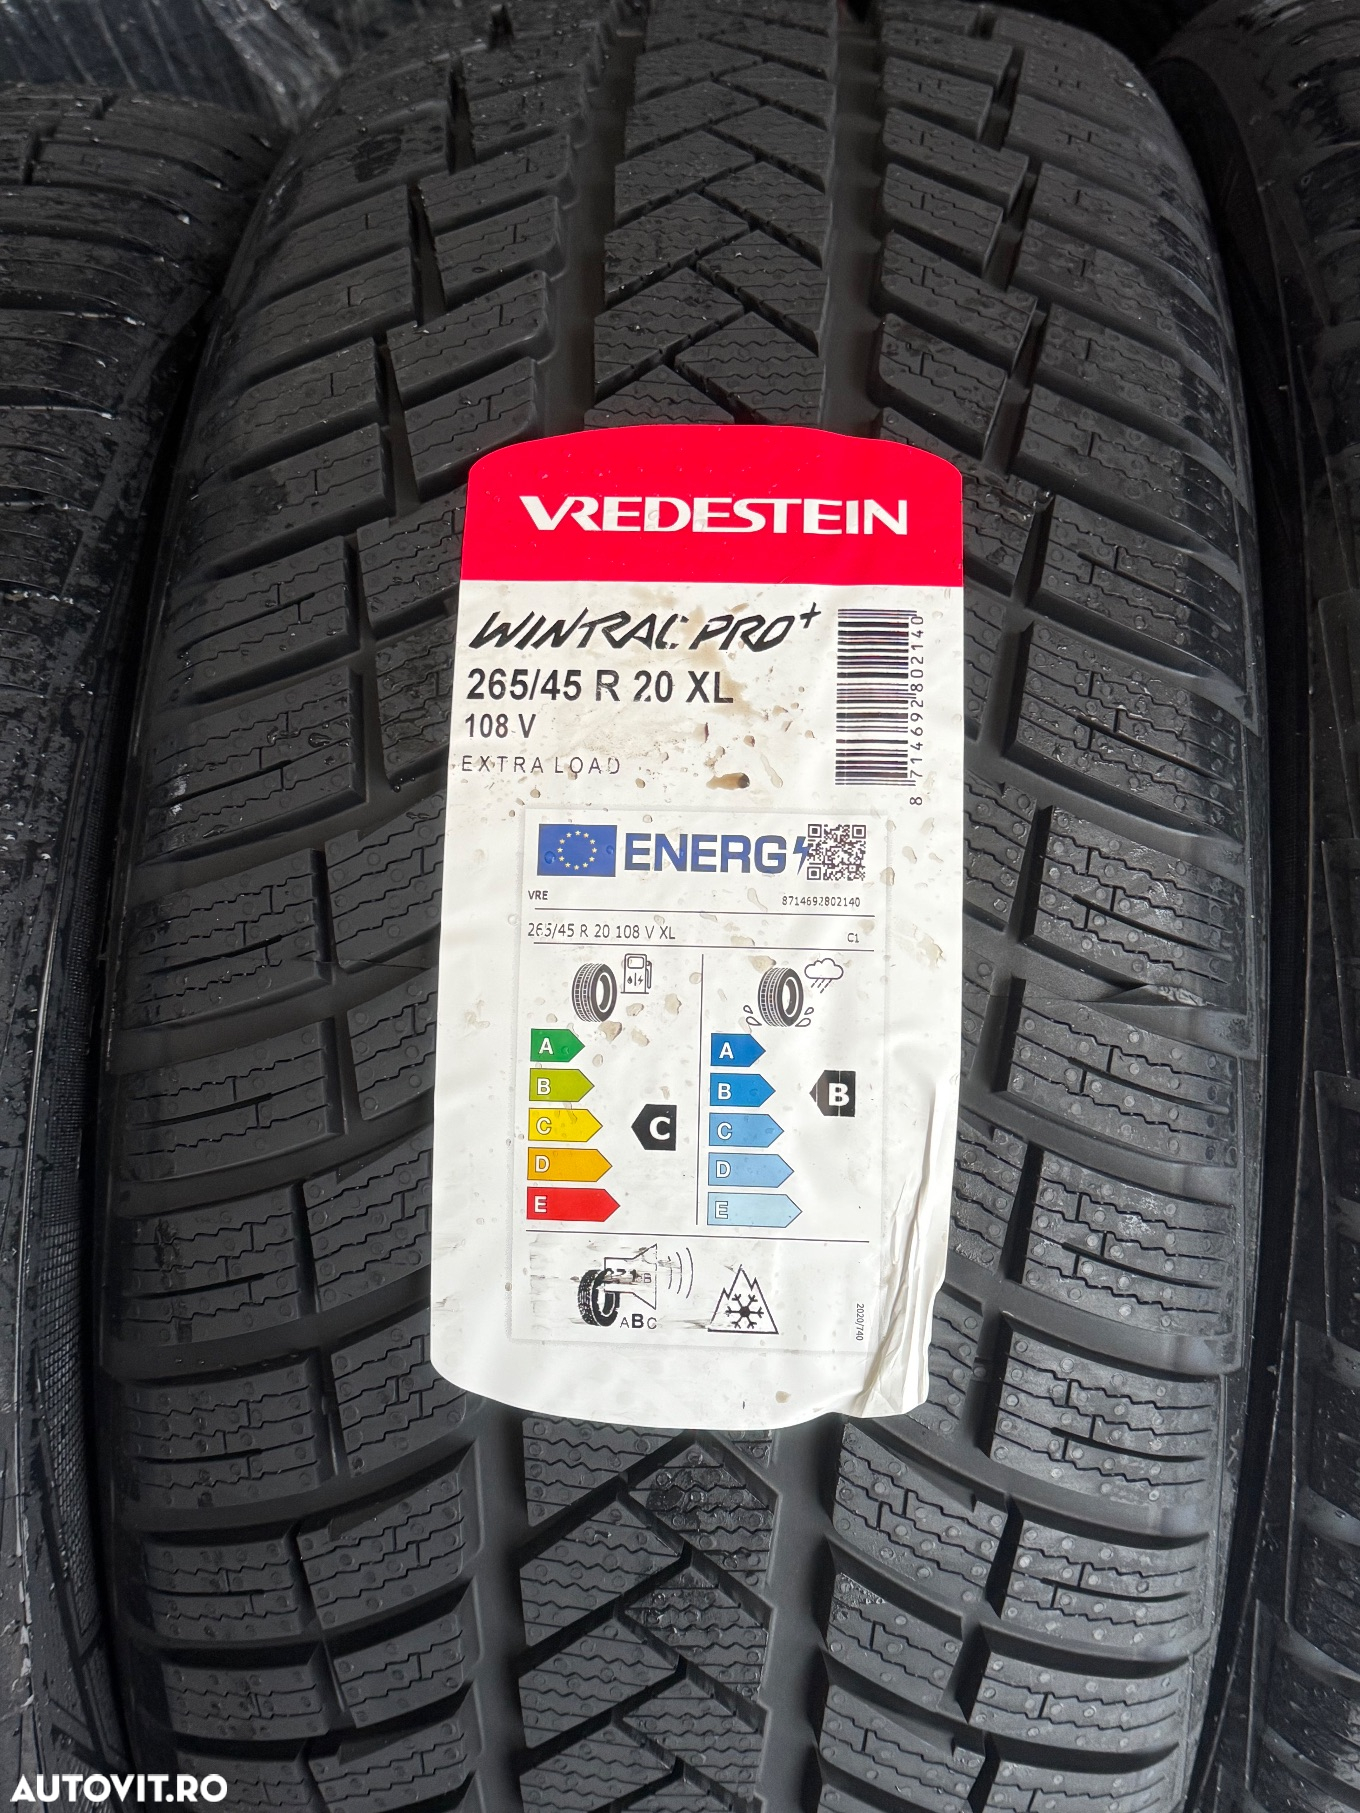 VREDESTEIN
WINTRAC PRO+
265/45 R 20 XL
108 V
EXTRA LOAD
8 714692 802140
ENERG
VRE
8714692802140
265/45 R 20 108 V XL
C1
A
B
C
D
E
C
A
B
C
D
E
B
ABC
2020/740
AUTOVIT.RO